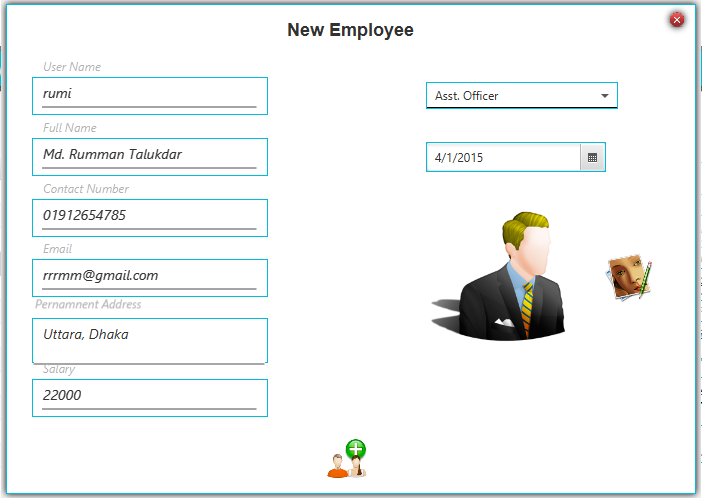 New Employee
User Name
rumi
Full Name
Md. Rumman Talukdar
Contact Number
01912654785
Email
rrrmm@gmail.com
Pernamnent Address
Uttara, Dhaka
Salary
22000
Asst. Officer
4/1/2015